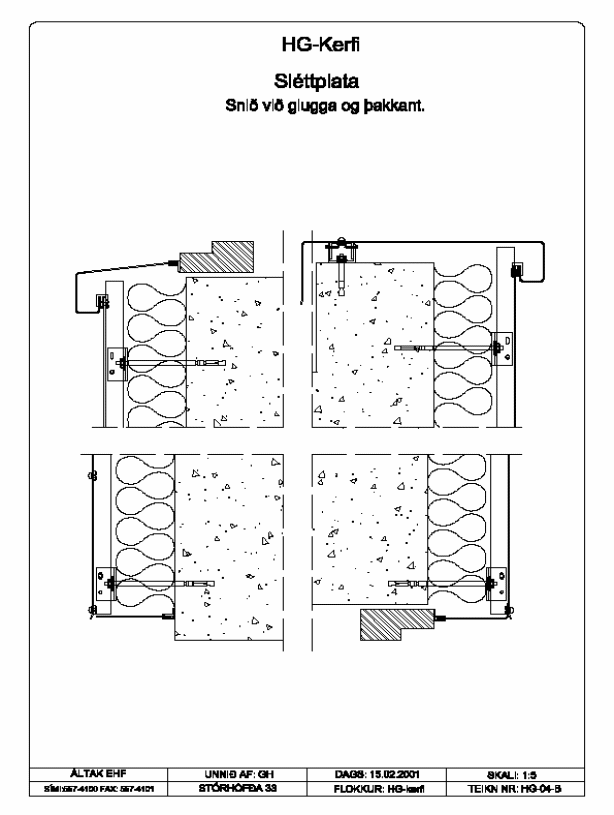 HG-Kerfi
Sléttplata
Snið við glugga og þakkant.
ÁLTAK EHF
UNNIÐ AF: GH
DAGS: 15.02.2001
SKALI: 1:5
SÍMI:567-4100 FAX: 567-4101
STÓRHÖFÐA 33
FLOKKUR: HG-kerfi
TEIKN NR: HG-04-B